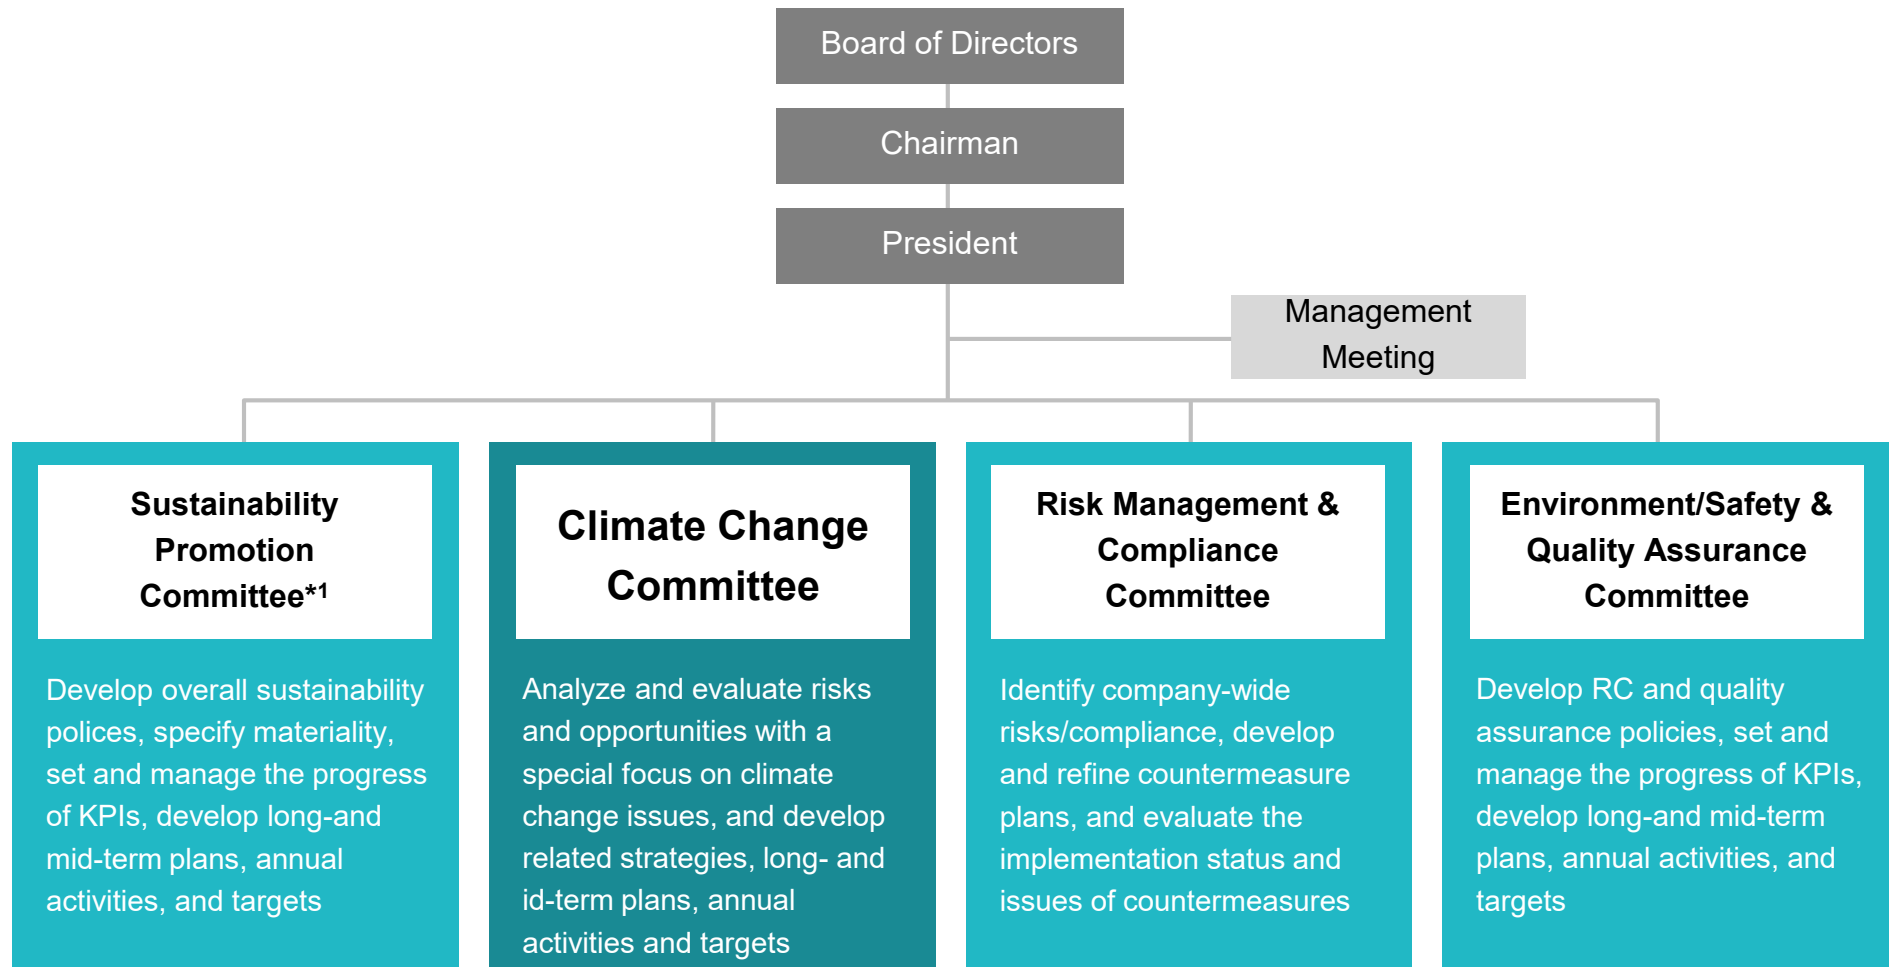 Board of Directors
Chairman
President
Management
Meeting
Sustainability
Promotion
Committee*1
Develop overall sustainability
polices, specify materiality,
set and manage the progress
of KPIs, develop long-and
mid-term plans, annual
activities, and targets
Climate Change
Committee
Analyze and evaluate risks
and opportunities with a
special focus on climate
change issues, and develop
related strategies, long- and
id-term plans, annual
activities and targets
Risk Management &
Compliance
Committee
Identify company-wide
risks/compliance, develop
and refine countermeasure
plans, and evaluate the
implementation status and
issues of countermeasures
Environment/Safety &
Quality Assurance
Committee
Develop RC and quality
assurance policies, set and
manage the progress of KPIs,
develop long-and mid-term
plans, annual activities, and
targets